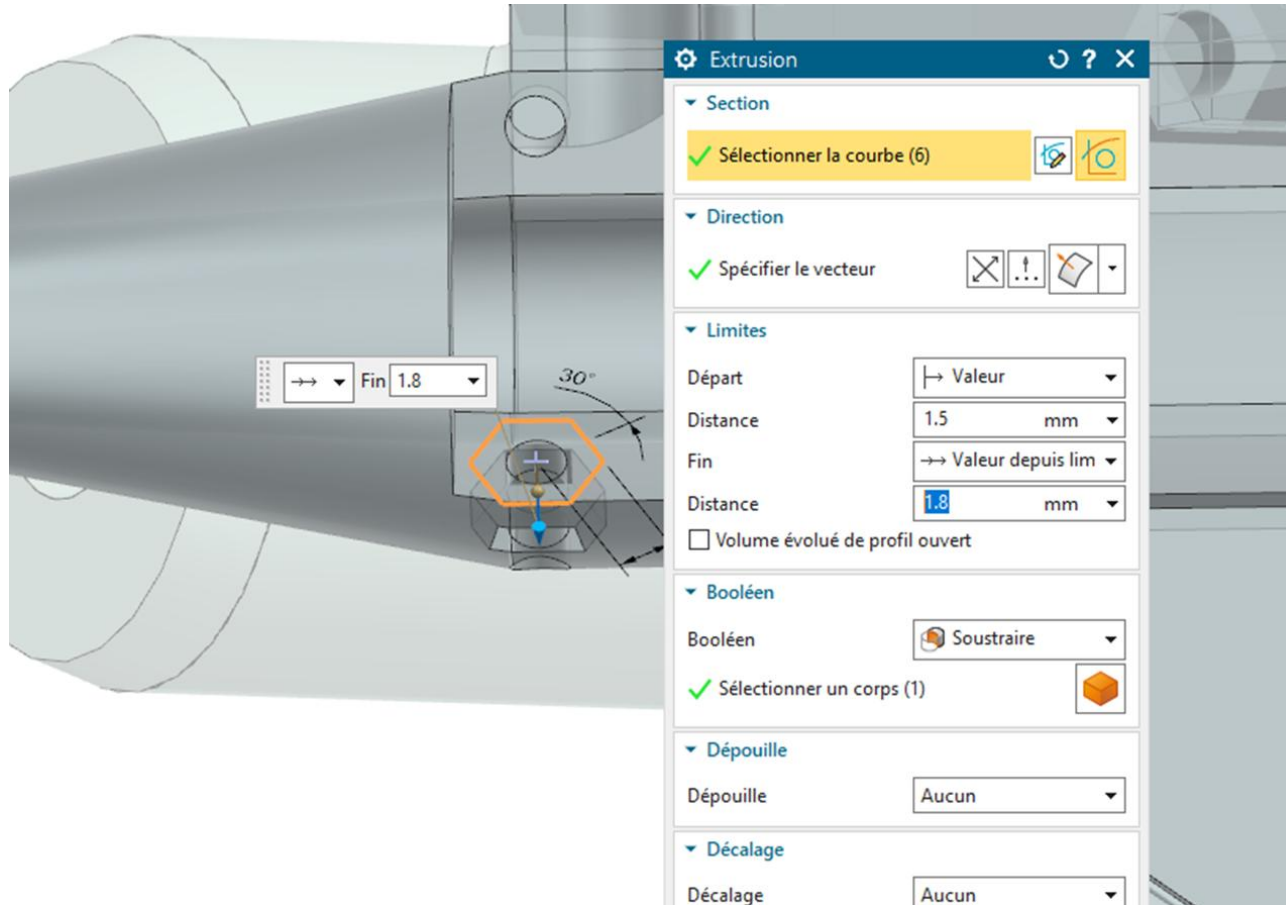 Extrusion
Section
Sélectionner la courbe (6)
Direction
Spécifier le vecteur
Limites
Départ
Valeur
Distance
1.5 mm
Fin
Valeur depuis lim
Distance
1.8 mm
Volume évolué de profil ouvert
Booléen
Booléen
Soustraire
Sélectionner un corps (1)
Dépouille
Dépouille
Aucun
Décalage
Décalage
Aucun
Fin 1.8
30°